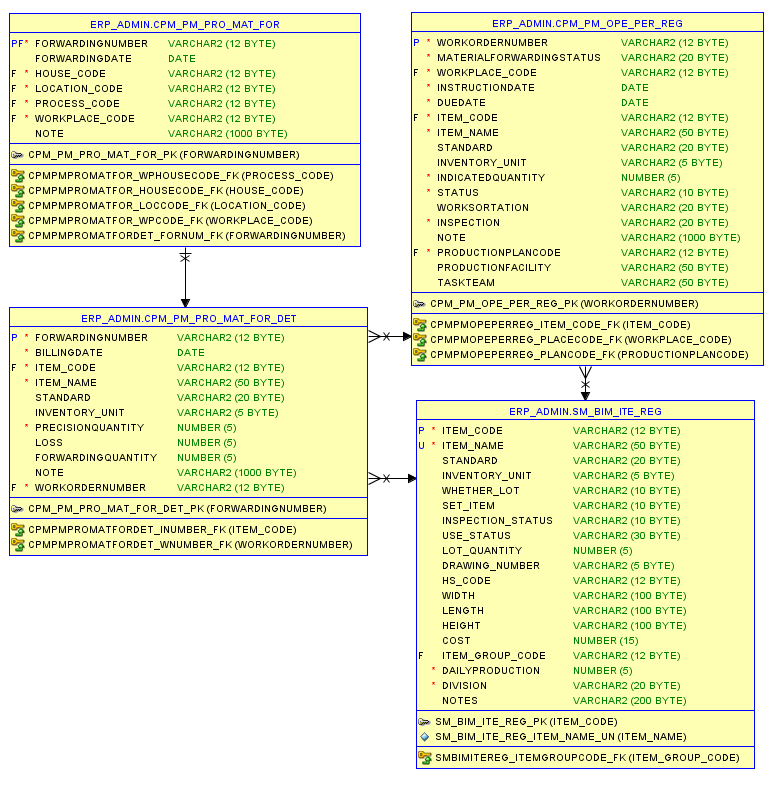 ERP_ADMIN.CPM_PM_PRO_MAT_FOR
PF* FORWARDINGNUMBER VARCHAR2 (12 BYTE)
FORWARDINGDATE DATE
F * HOUSE_CODE VARCHAR2 (12 BYTE)
F * LOCATION_CODE VARCHAR2 (12 BYTE)
F * PROCESS_CODE VARCHAR2 (12 BYTE)
F * WORKPLACE_CODE VARCHAR2 (12 BYTE)
NOTE VARCHAR2 (1000 BYTE)
CPM_PM_PRO_MAT_FOR_PK (FORWARDINGNUMBER)
CPMPMPROMATFOR_WPHOUSECODE_FK (PROCESS_CODE)
CPMPMPROMATFOR_HOUSECODE_FK (HOUSE_CODE)
CPMPMPROMATFOR_LOCCODE_FK (LOCATION_CODE)
CPMPMPROMATFOR_WPCODE_FK (WORKPLACE_CODE)
CPMPMPROMATFORDET_FORNUM_FK (FORWARDINGNUMBER)
ERP_ADMIN.CPM_PM_OPE_PER_REG
P * WORKORDERNUMBER VARCHAR2 (12 BYTE)
* MATERIALFORWARDINGSTATUS VARCHAR2 (20 BYTE)
F * WORKPLACE_CODE VARCHAR2 (12 BYTE)
* INSTRUCTIONDATE DATE
* DUEDATE DATE
F * ITEM_CODE VARCHAR2 (12 BYTE)
* ITEM_NAME VARCHAR2 (50 BYTE)
STANDARD VARCHAR2 (20 BYTE)
INVENTORY_UNIT VARCHAR2 (5 BYTE)
* INDICATEDQUANTITY NUMBER (5)
* STATUS VARCHAR2 (10 BYTE)
WORKSORTATION VARCHAR2 (20 BYTE)
* INSPECTION VARCHAR2 (20 BYTE)
NOTE VARCHAR2 (1000 BYTE)
F * PRODUCTIONPLANCODE VARCHAR2 (12 BYTE)
PRODUCTIONFACILITY VARCHAR2 (50 BYTE)
TASKTEAM VARCHAR2 (50 BYTE)
CPM_PM_OPE_PER_REG_PK (WORKORDERNUMBER)
CPMPMOPEPERREG_ITEM_CODE_FK (ITEM_CODE)
CPMPMOPEPERREG_PLACECODE_FK (WORKPLACE_CODE)
CPMPMOPEPERREG_PLANCODE_FK (PRODUCTIONPLANCODE)
ERP_ADMIN.CPM_PM_PRO_MAT_FOR_DET
P * FORWARDINGNUMBER VARCHAR2 (12 BYTE)
* BILLINGDATE DATE
F * ITEM_CODE VARCHAR2 (12 BYTE)
* ITEM_NAME VARCHAR2 (50 BYTE)
STANDARD VARCHAR2 (20 BYTE)
INVENTORY_UNIT VARCHAR2 (5 BYTE)
* PRECISIONQUANTITY NUMBER (5)
LOSS NUMBER (5)
FORWARDINGQUANTITY NUMBER (5)
NOTE VARCHAR2 (1000 BYTE)
F * WORKORDERNUMBER VARCHAR2 (12 BYTE)
CPM_PM_PRO_MAT_FOR_DET_PK (FORWARDINGNUMBER)
CPMPMPROMATFORDET_INUMBER_FK (ITEM_CODE)
CPMPMPROMATFORDET_WNUMBER_FK (WORKORDERNUMBER)
ERP_ADMIN.SM_BIM_ITE_REG
P * ITEM_CODE VARCHAR2 (12 BYTE)
U * ITEM_NAME VARCHAR2 (50 BYTE)
STANDARD VARCHAR2 (20 BYTE)
INVENTORY_UNIT VARCHAR2 (5 BYTE)
WHETHER_LOT VARCHAR2 (10 BYTE)
SET_ITEM VARCHAR2 (10 BYTE)
INSPECTION_STATUS VARCHAR2 (10 BYTE)
USE_STATUS VARCHAR2 (30 BYTE)
LOT_QUANTITY NUMBER (5)
DRAWING_NUMBER VARCHAR2 (5 BYTE)
HS_CODE VARCHAR2 (12 BYTE)
WIDTH VARCHAR2 (100 BYTE)
LENGTH VARCHAR2 (100 BYTE)
HEIGHT VARCHAR2 (100 BYTE)
COST NUMBER (15)
F ITEM_GROUP_CODE VARCHAR2 (12 BYTE)
* DAILYPRODUCTION NUMBER (5)
* DIVISION VARCHAR2 (20 BYTE)
NOTES VARCHAR2 (200 BYTE)
SM_BIM_ITE_REG_PK (ITEM_CODE)
SM_BIM_ITE_REG_ITEM_NAME_UN (ITEM_NAME)
SMBIMITEREG_ITEMGROUPCODE_FK (ITEM_GROUP_CODE)